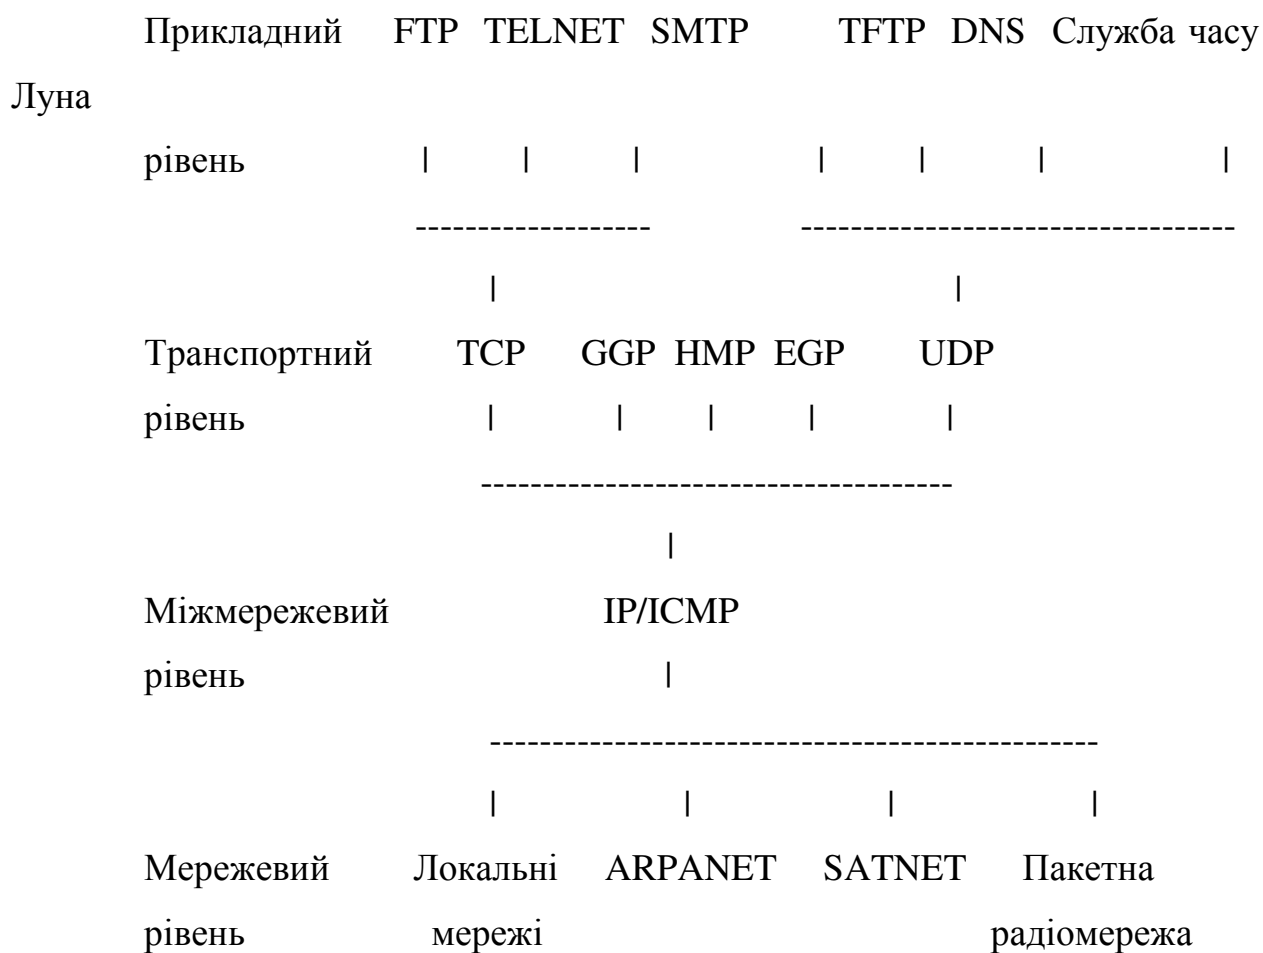 Прикладний FTP TELNET SMTP TFTP DNS Служба часу
Луна
рівень | | | | | | |
------------------- -----------------------------------
| |
Транспортний TCP GGP HMP EGP UDP
рівень | | | | |
--------------------------------------
|
Міжмережевий IP/ICMP
рівень |
-------------------------------------------------
| | | |
Мережевий Локальні ARPANET SATNET Пакетна
рівень мережі радіомережа